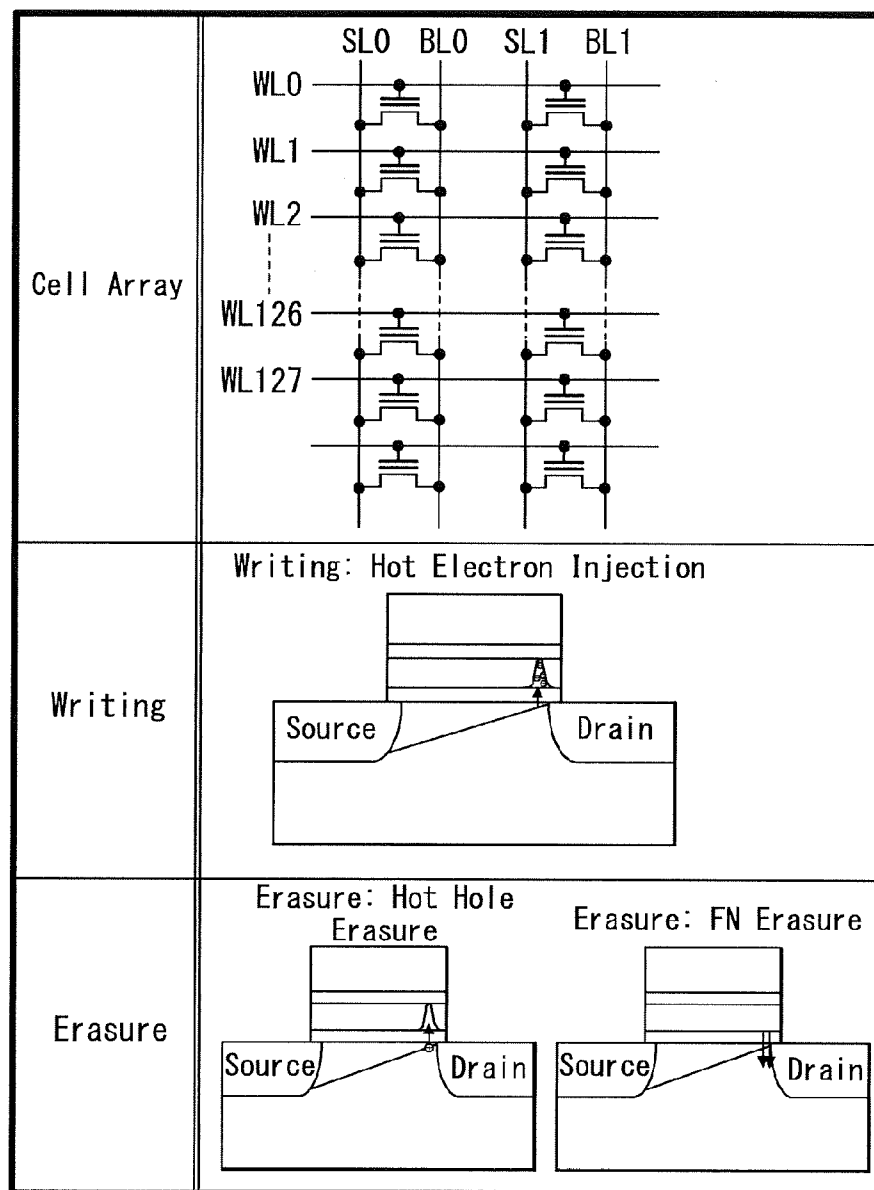 SL0 BL0 SL1 BL1
WL0
WL1
WL2
Cell Array
WL126
WL127
Writing: Hot Electron Injection
Writing
Source Drain
Erasure: Hot Hole
Erasure
Erasure: FN Erasure
Erasure
Source Drain Source Drain